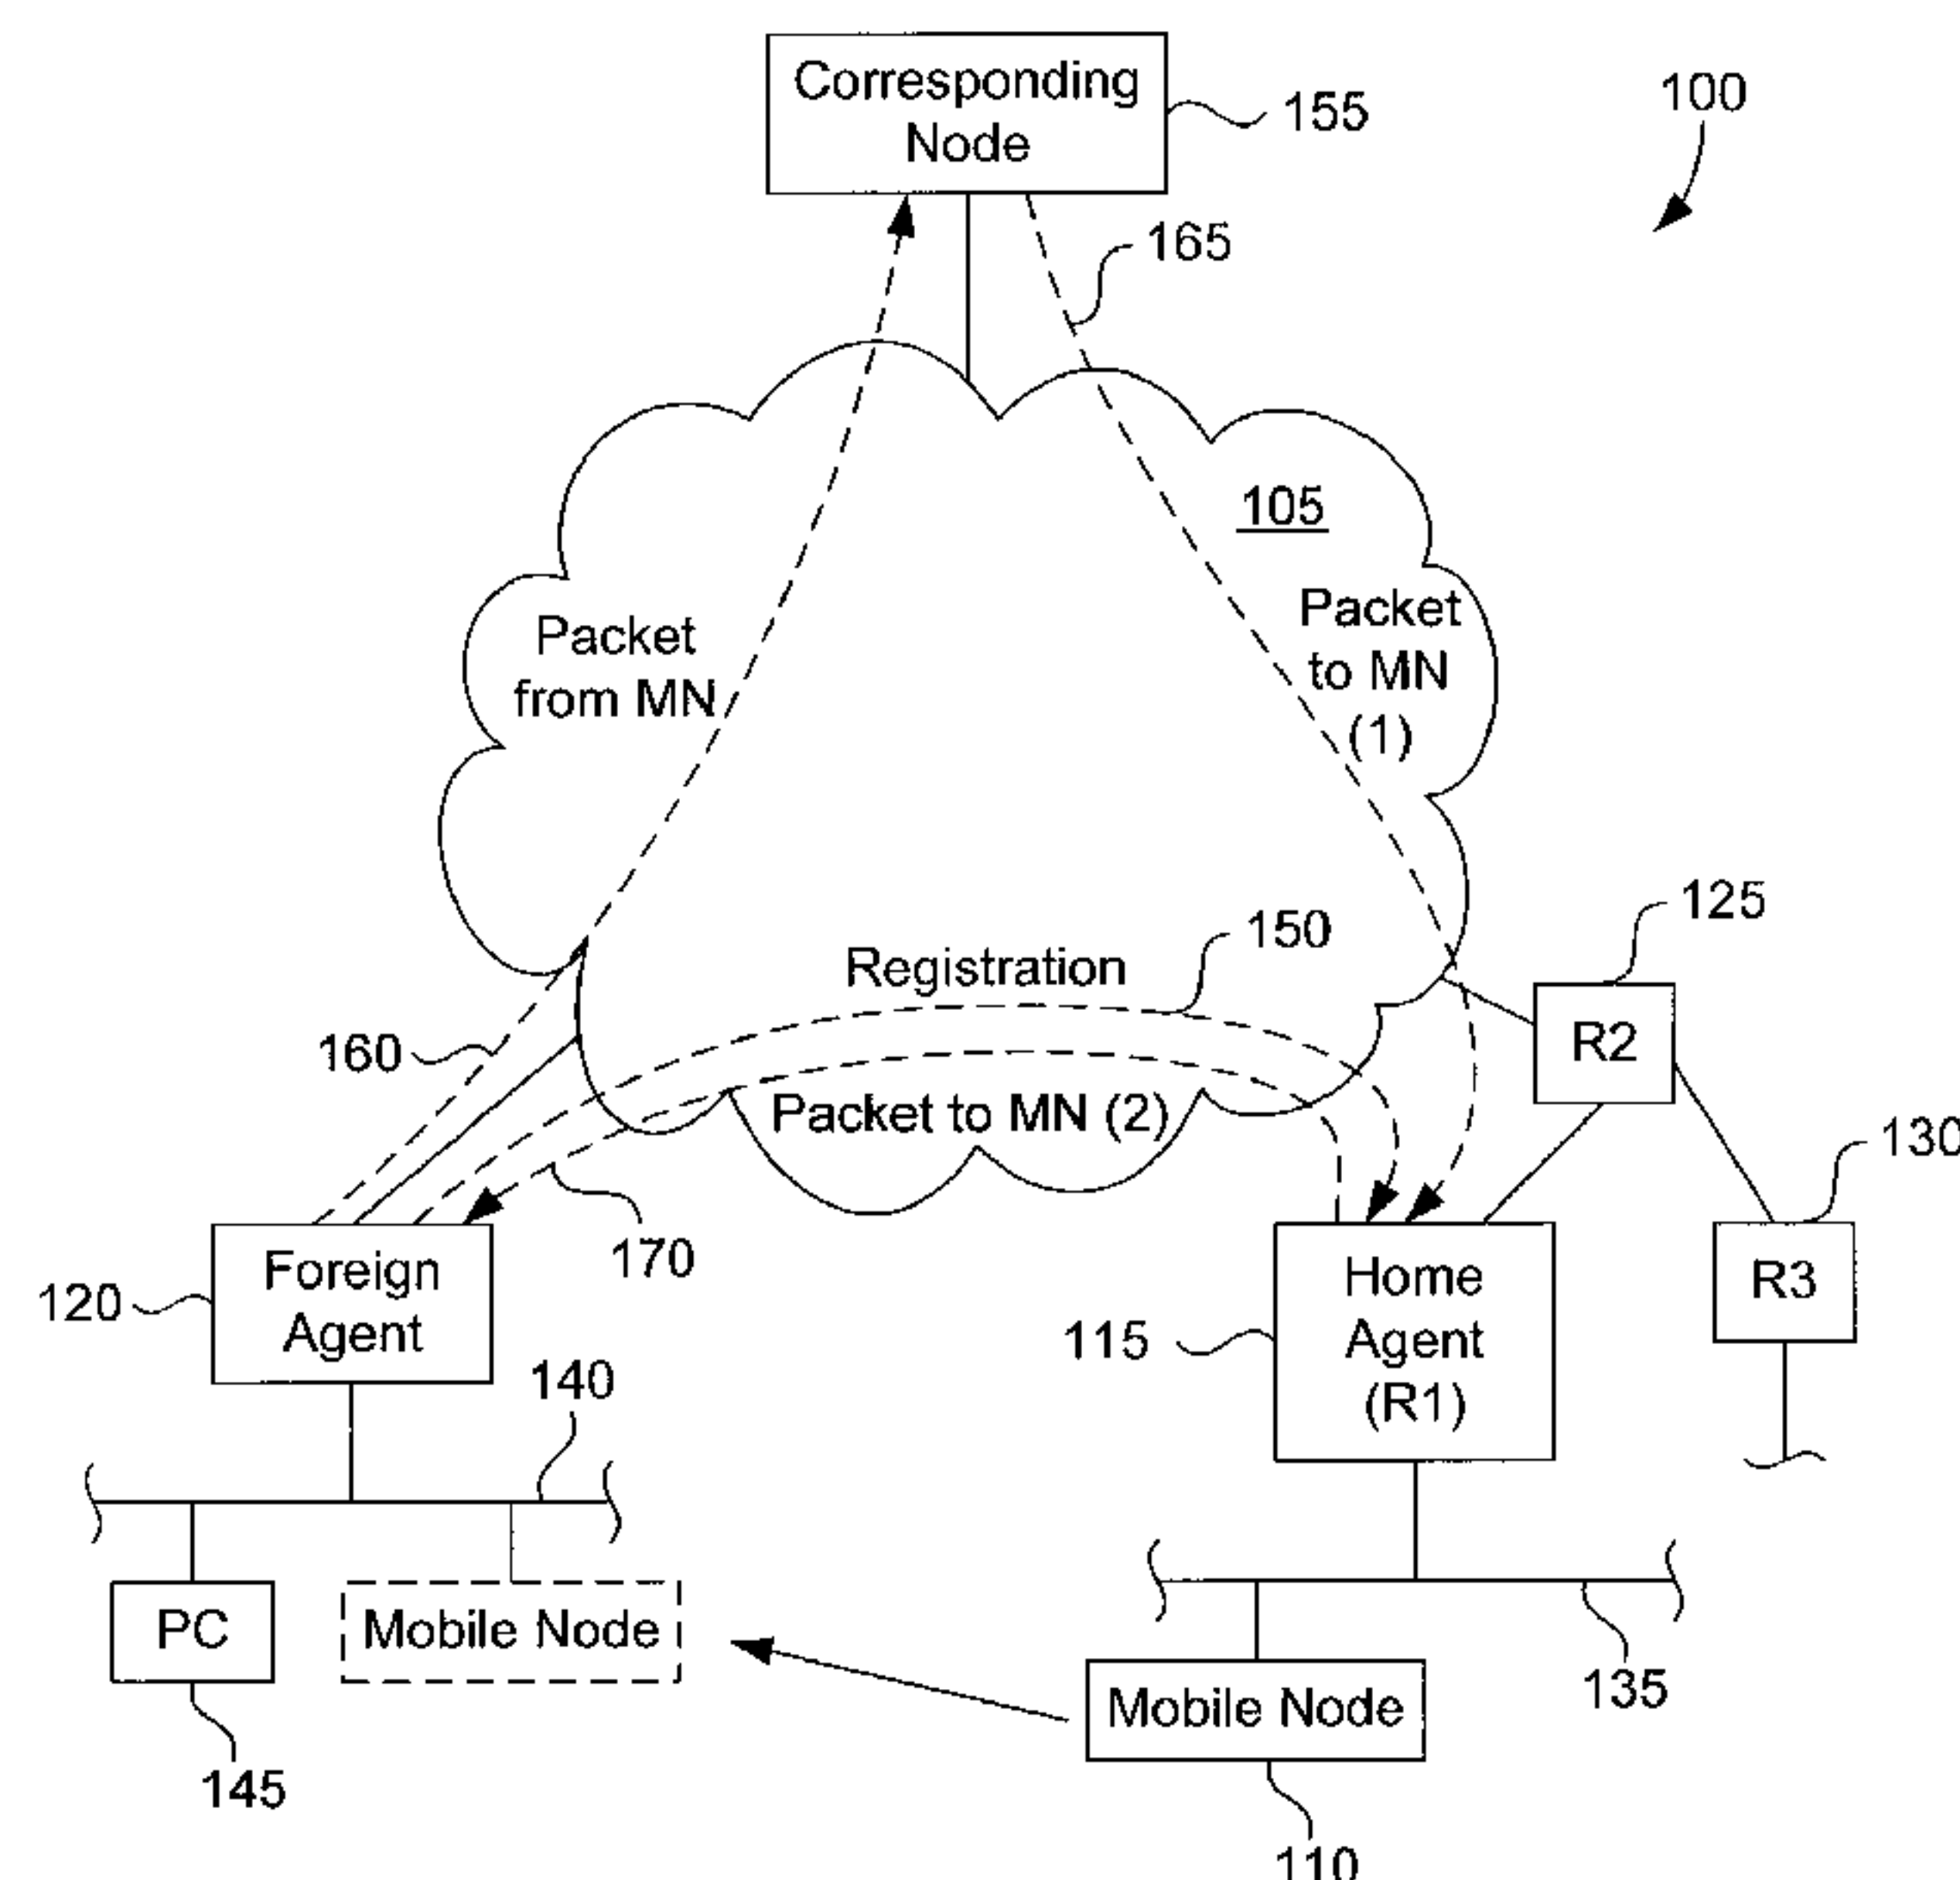 Corresponding
Node
155
100
165
105
Packet
from MN
Packet
to MN
(1)
125
150
Registration
R2
160
Packet to MN (2)
130
170
Foreign
Agent
120
Home
Agent
(R1)
115
R3
140
PC
Mobile Node
135
Mobile Node
145
110